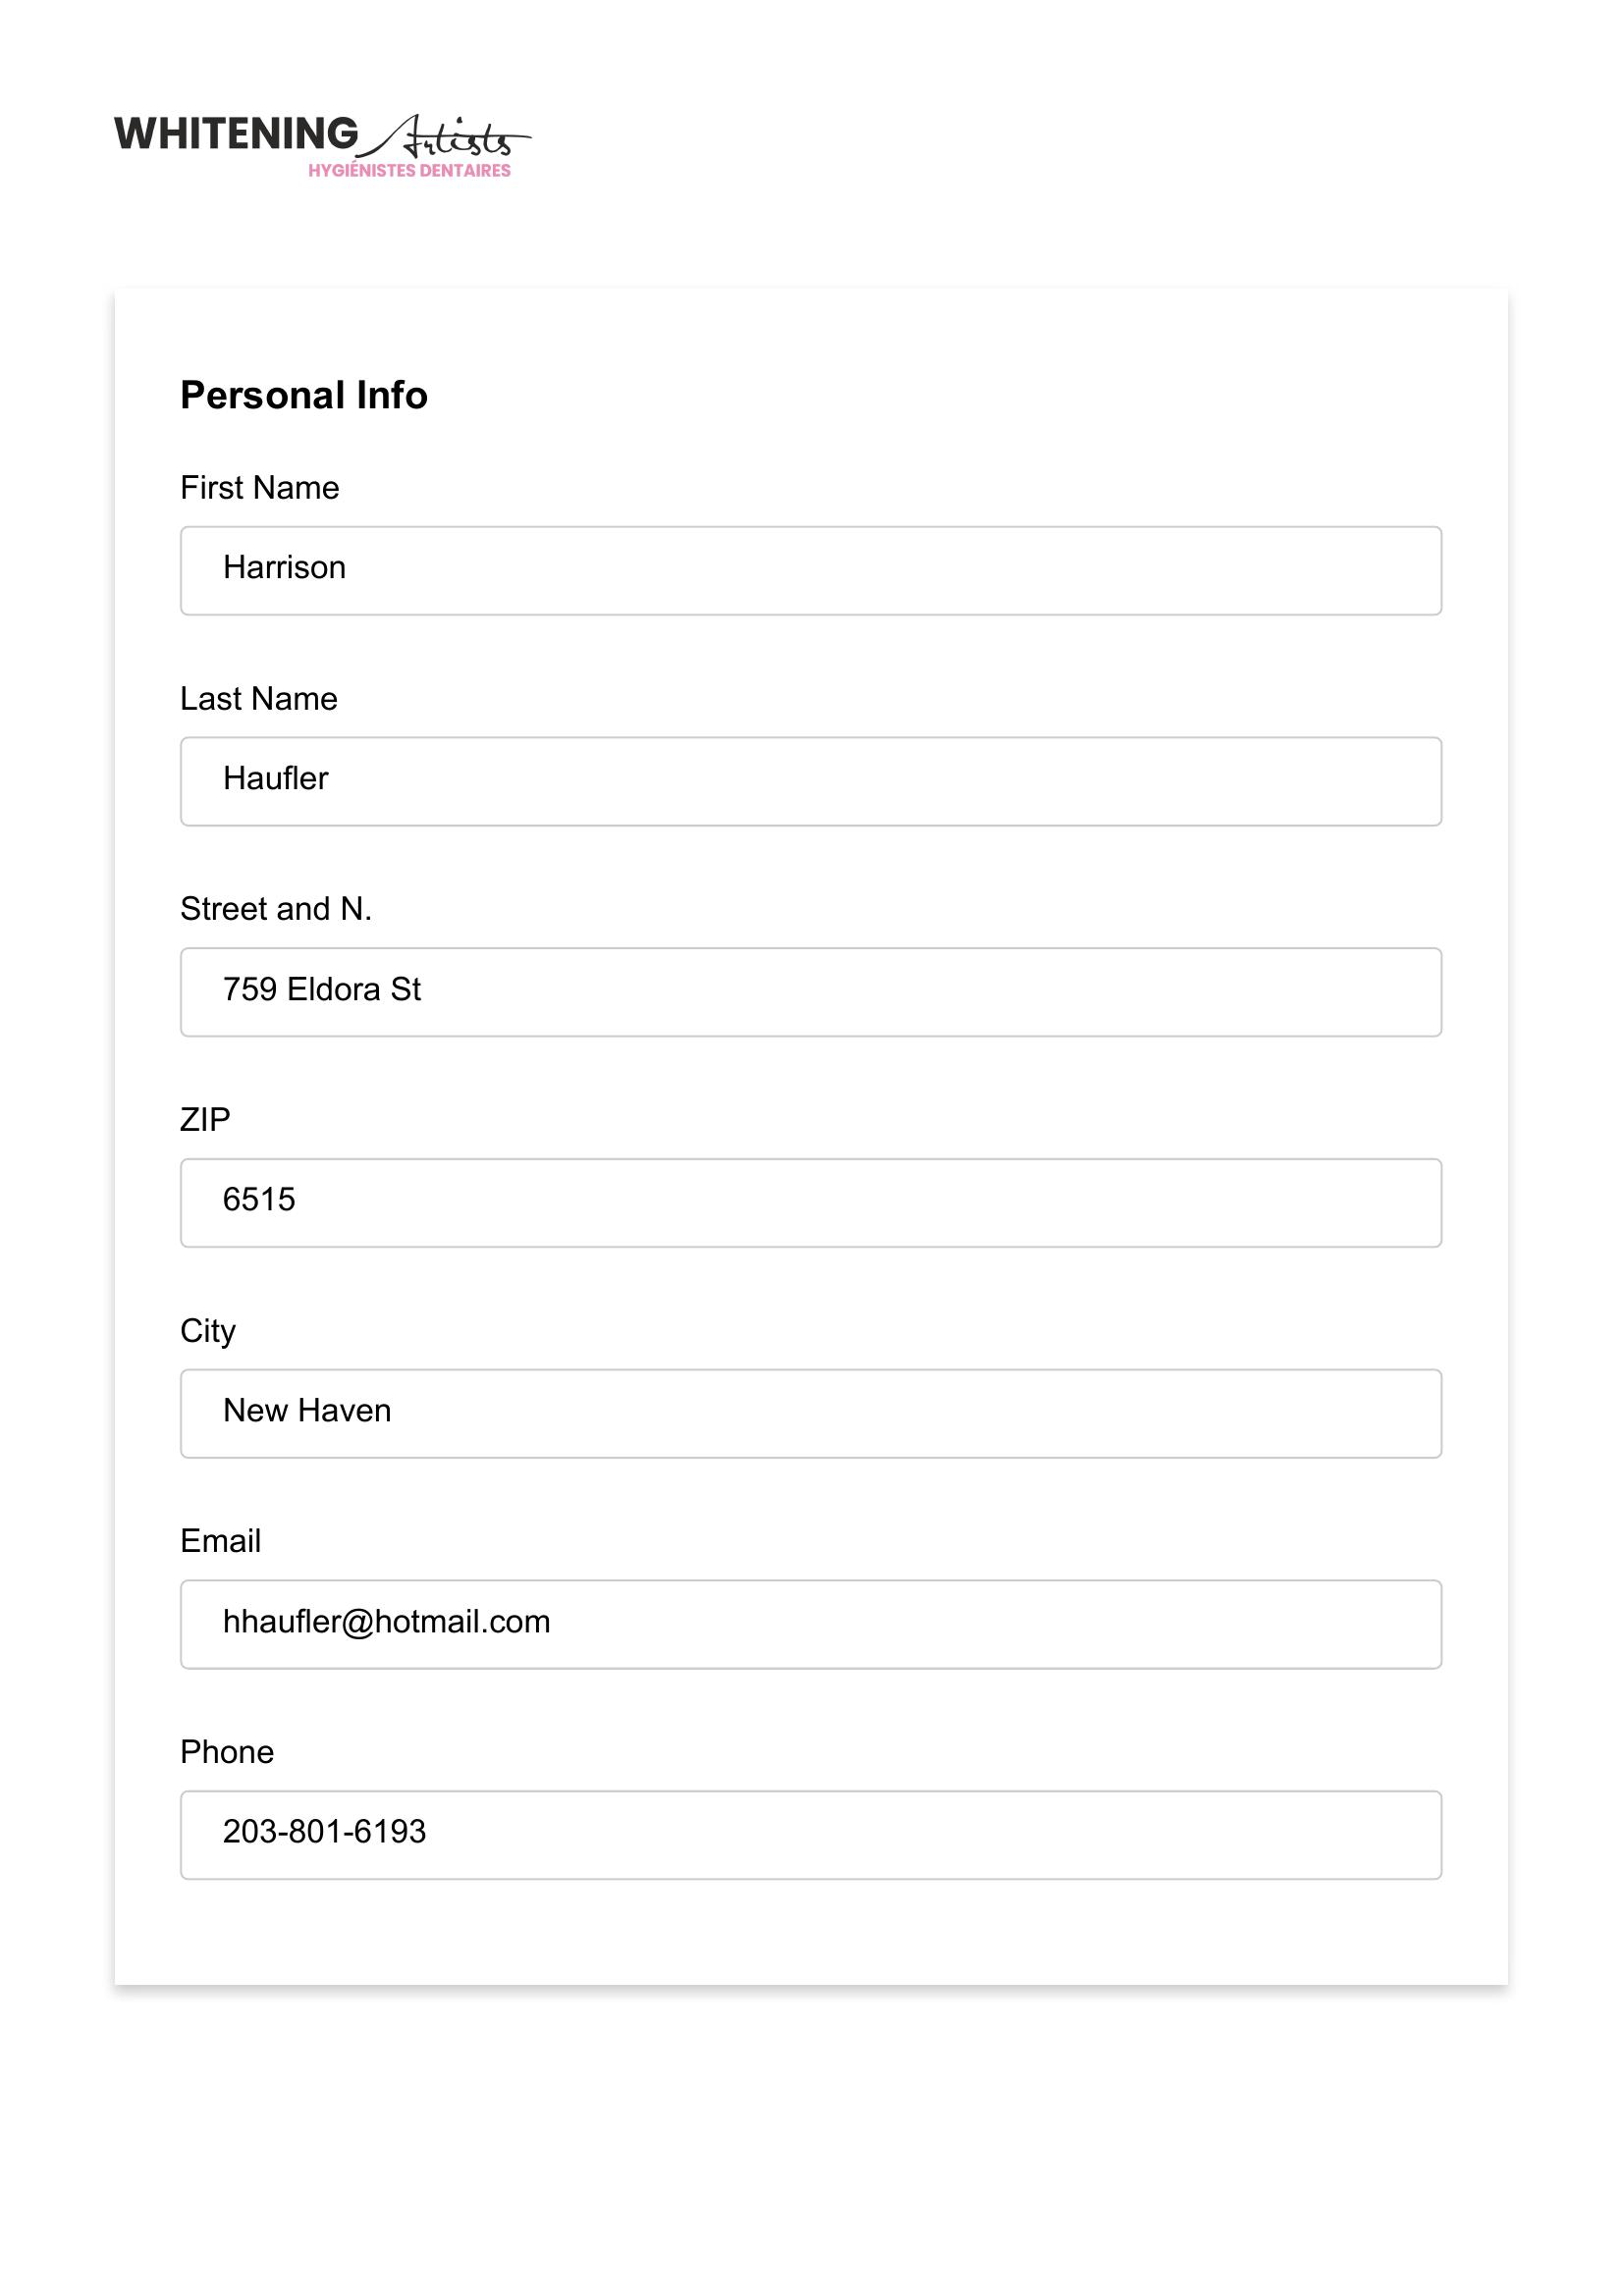 WHITENING Artists
HYGIÉNISTES DENTAIRES
Personal Info
First Name
Harrison
Last Name
Haufler
Street and N.
759 Eldora St
ZIP
6515
City
New Haven
Email
hhaufler@hotmail.com
Phone
203-801-6193